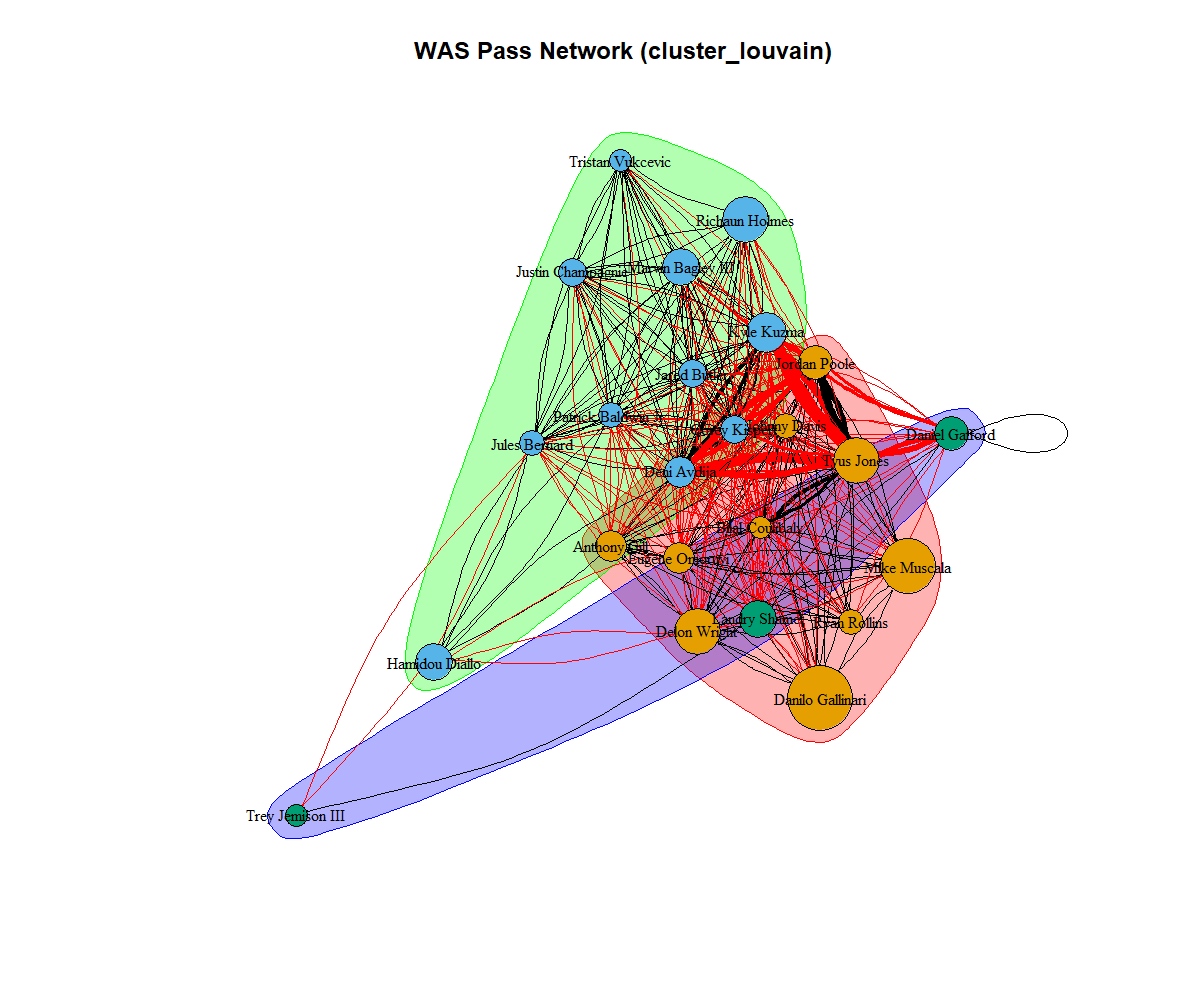 WAS Pass Network (cluster_louvain)
Tristan Vukcevic
Richaun Holmes
Justin Champagnie
Marvin Bagley III
Kyle Kuzma
Jordan Poole
Jared Butler
Patrick Baldwin Jr.
Corey Kispert
Johnny Davis
Daniel Gafford
Jules Bernard
Tyus Jones
Deni Avdija
Bilal Coulibaly
Anthony Gill
Eugene Omoruyi
Mike Muscala
Landry Shamet
Ryan Rollins
Delon Wright
Hamidou Diallo
Danilo Gallinari
Trey Jemison III